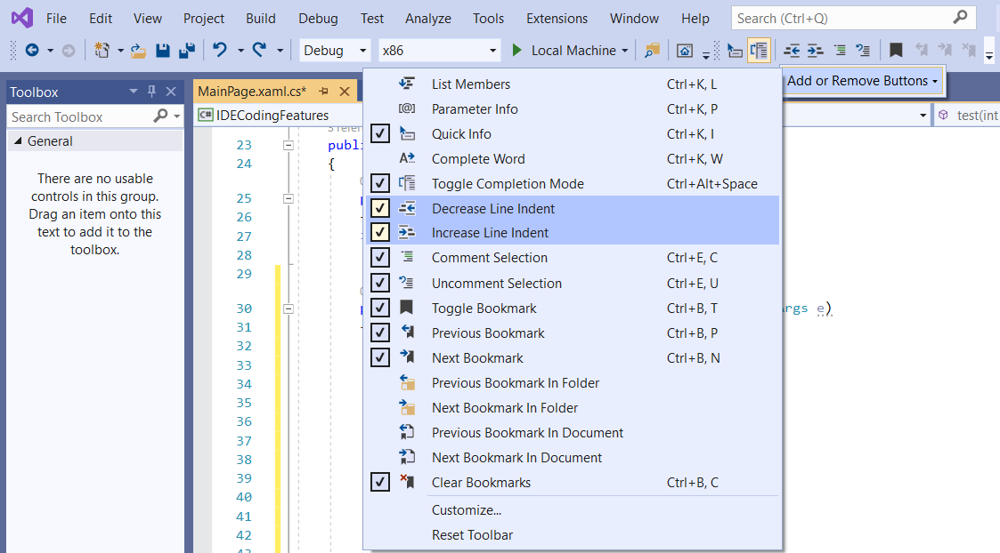 File Edit View Project Build Debug Test Analyze Tools Extensions Window Help Search (Ctrl+Q)
Debug x86 Local Machine
Add or Remove Buttons
Toolbox
Search Toolbox
General
There are no usable
controls in this group.
Drag an item onto this
text to add it to the
toolbox.
MainPage.xaml.cs*
C# IDECodingFeatures
test(int
23 publi
24 {
25
26
27
28
29
30 Args e)
31
32
33
34
35
36
37
38
39
40
41
42
List Members Ctrl+K, L
[@] Parameter Info Ctrl+K, P
Quick Info Ctrl+K, I
Complete Word Ctrl+K, W
Toggle Completion Mode Ctrl+Alt+Space
Decrease Line Indent
Increase Line Indent
Comment Selection Ctrl+E, C
Uncomment Selection Ctrl+E, U
Toggle Bookmark Ctrl+B, T
Previous Bookmark Ctrl+B, P
Next Bookmark Ctrl+B, N
Previous Bookmark In Folder
Next Bookmark In Folder
Previous Bookmark In Document
Next Bookmark In Document
Clear Bookmarks Ctrl+B, C
Customize...
Reset Toolbar